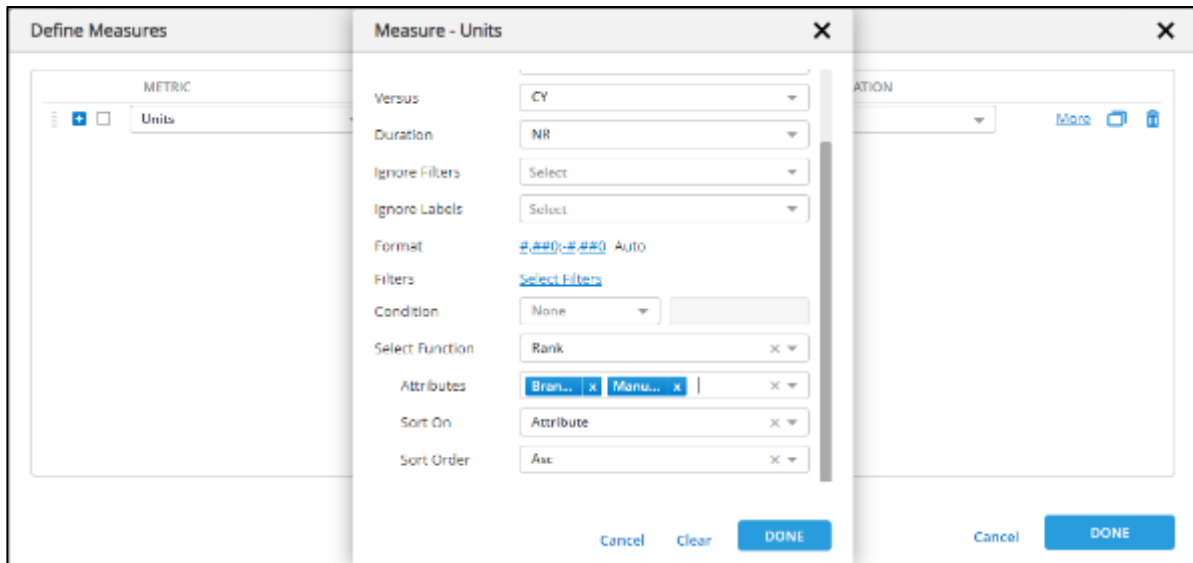 Define Measures
Measure - Units
METRIC
ATION
Units
More
Versus CY
Duration NR
Ignore Filters Select
Ignore Labels Select
Format #,##0;-#,##0 Auto
Filters Select Filters
Condition None
Select Function Rank
Attributes Bran... x Manu... x
Sort On Attribute
Sort Order Asc
Cancel Clear DONE
Cancel DONE